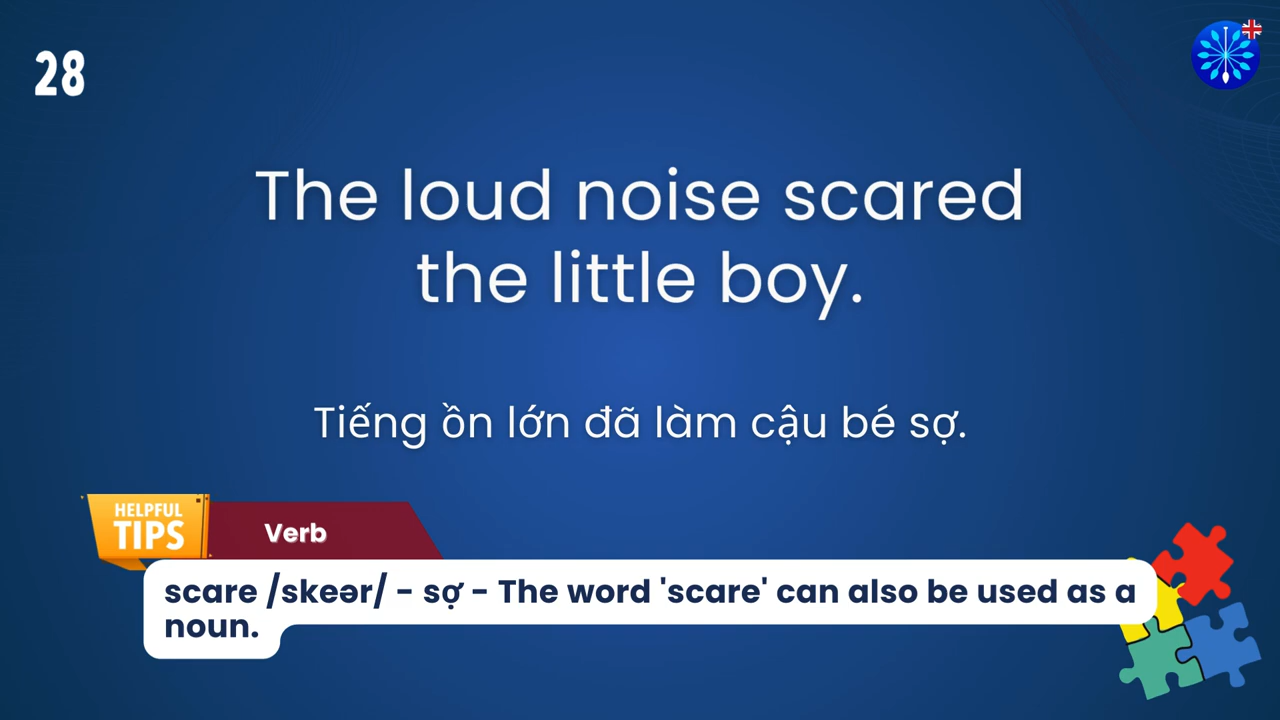 28
The loud noise scared
the little boy.
Tiếng ồn lớn đã làm cậu bé sợ.
HELPFUL
TIPS
Verb
scare /skeər/ - sợ - The word 'scare' can also be used as a
noun.